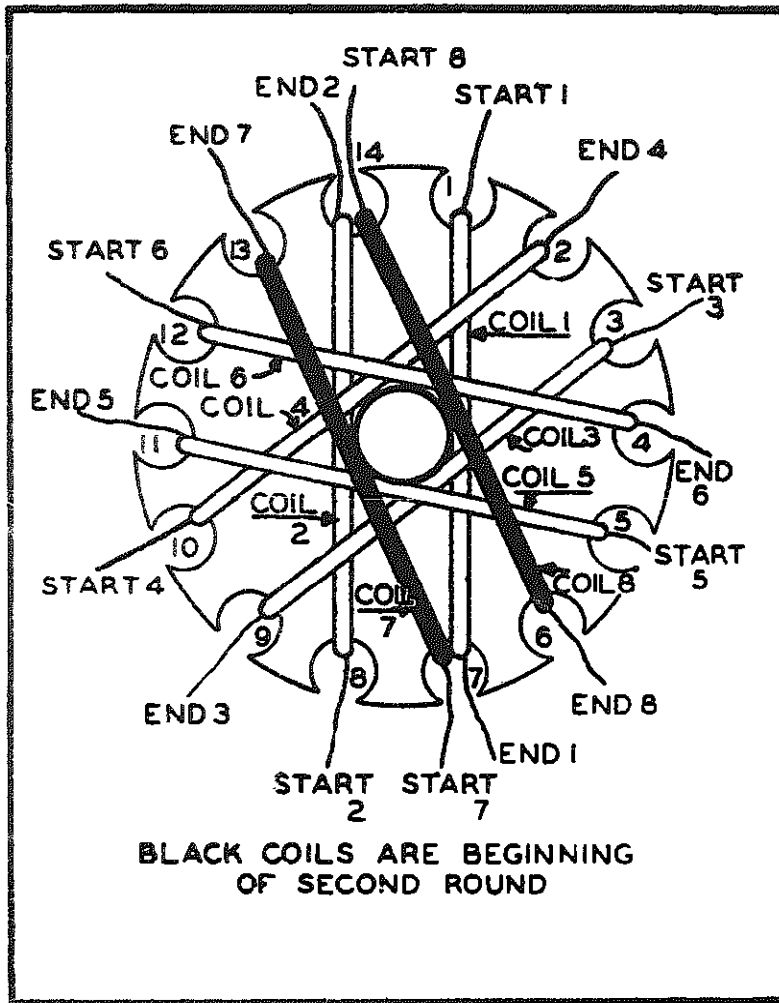 START 8
END 2
START 1
END 7
14
1
END 4
START 6
13
2
START
3
3
12
COIL 1
COIL 6
END 5
COIL 4
COIL 3
4
11
COIL 5
END
6
COIL
2
5
10
START
5
START 4
COIL 8
COIL
7
9
6
8
7
END 3
END 8
END 1
START
2
START
7
BLACK COILS ARE BEGINNING
OF SECOND ROUND